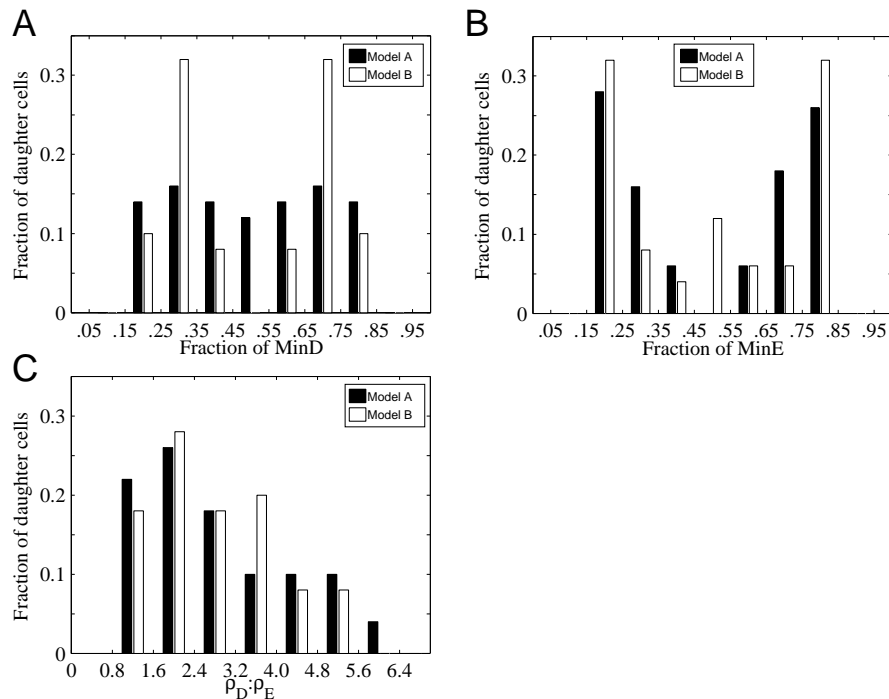 A
Fraction of daughter cells
0.3
0.2
0.1
0
.05 .15 .25 .35 .45 .55 .65 .75 .85 .95
Fraction of MinD
Model A
Model B
B
Fraction of daughter cells
0.3
0.2
0.1
0
.05 .15 .25 .35 .45 .55 .65 .75 .85 .95
Fraction of MinE
Model A
Model B
C
Fraction of daughter cells
0.3
0.2
0.1
0
0 0.8 1.6 2.4 3.2 4.0 4.8 5.6 6.4
ρD:ρE
Model A
Model B